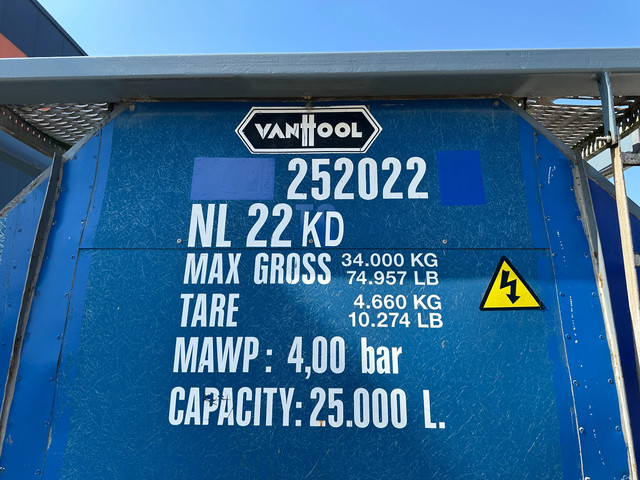 VANHOOL
252022
NL 22 KD
MAX GROSS 34.000 KG
74.957 LB
TARE 4.660 KG
10.274 LB
MAWP: 4,00 bar
CAPACITY: 25.000 L.